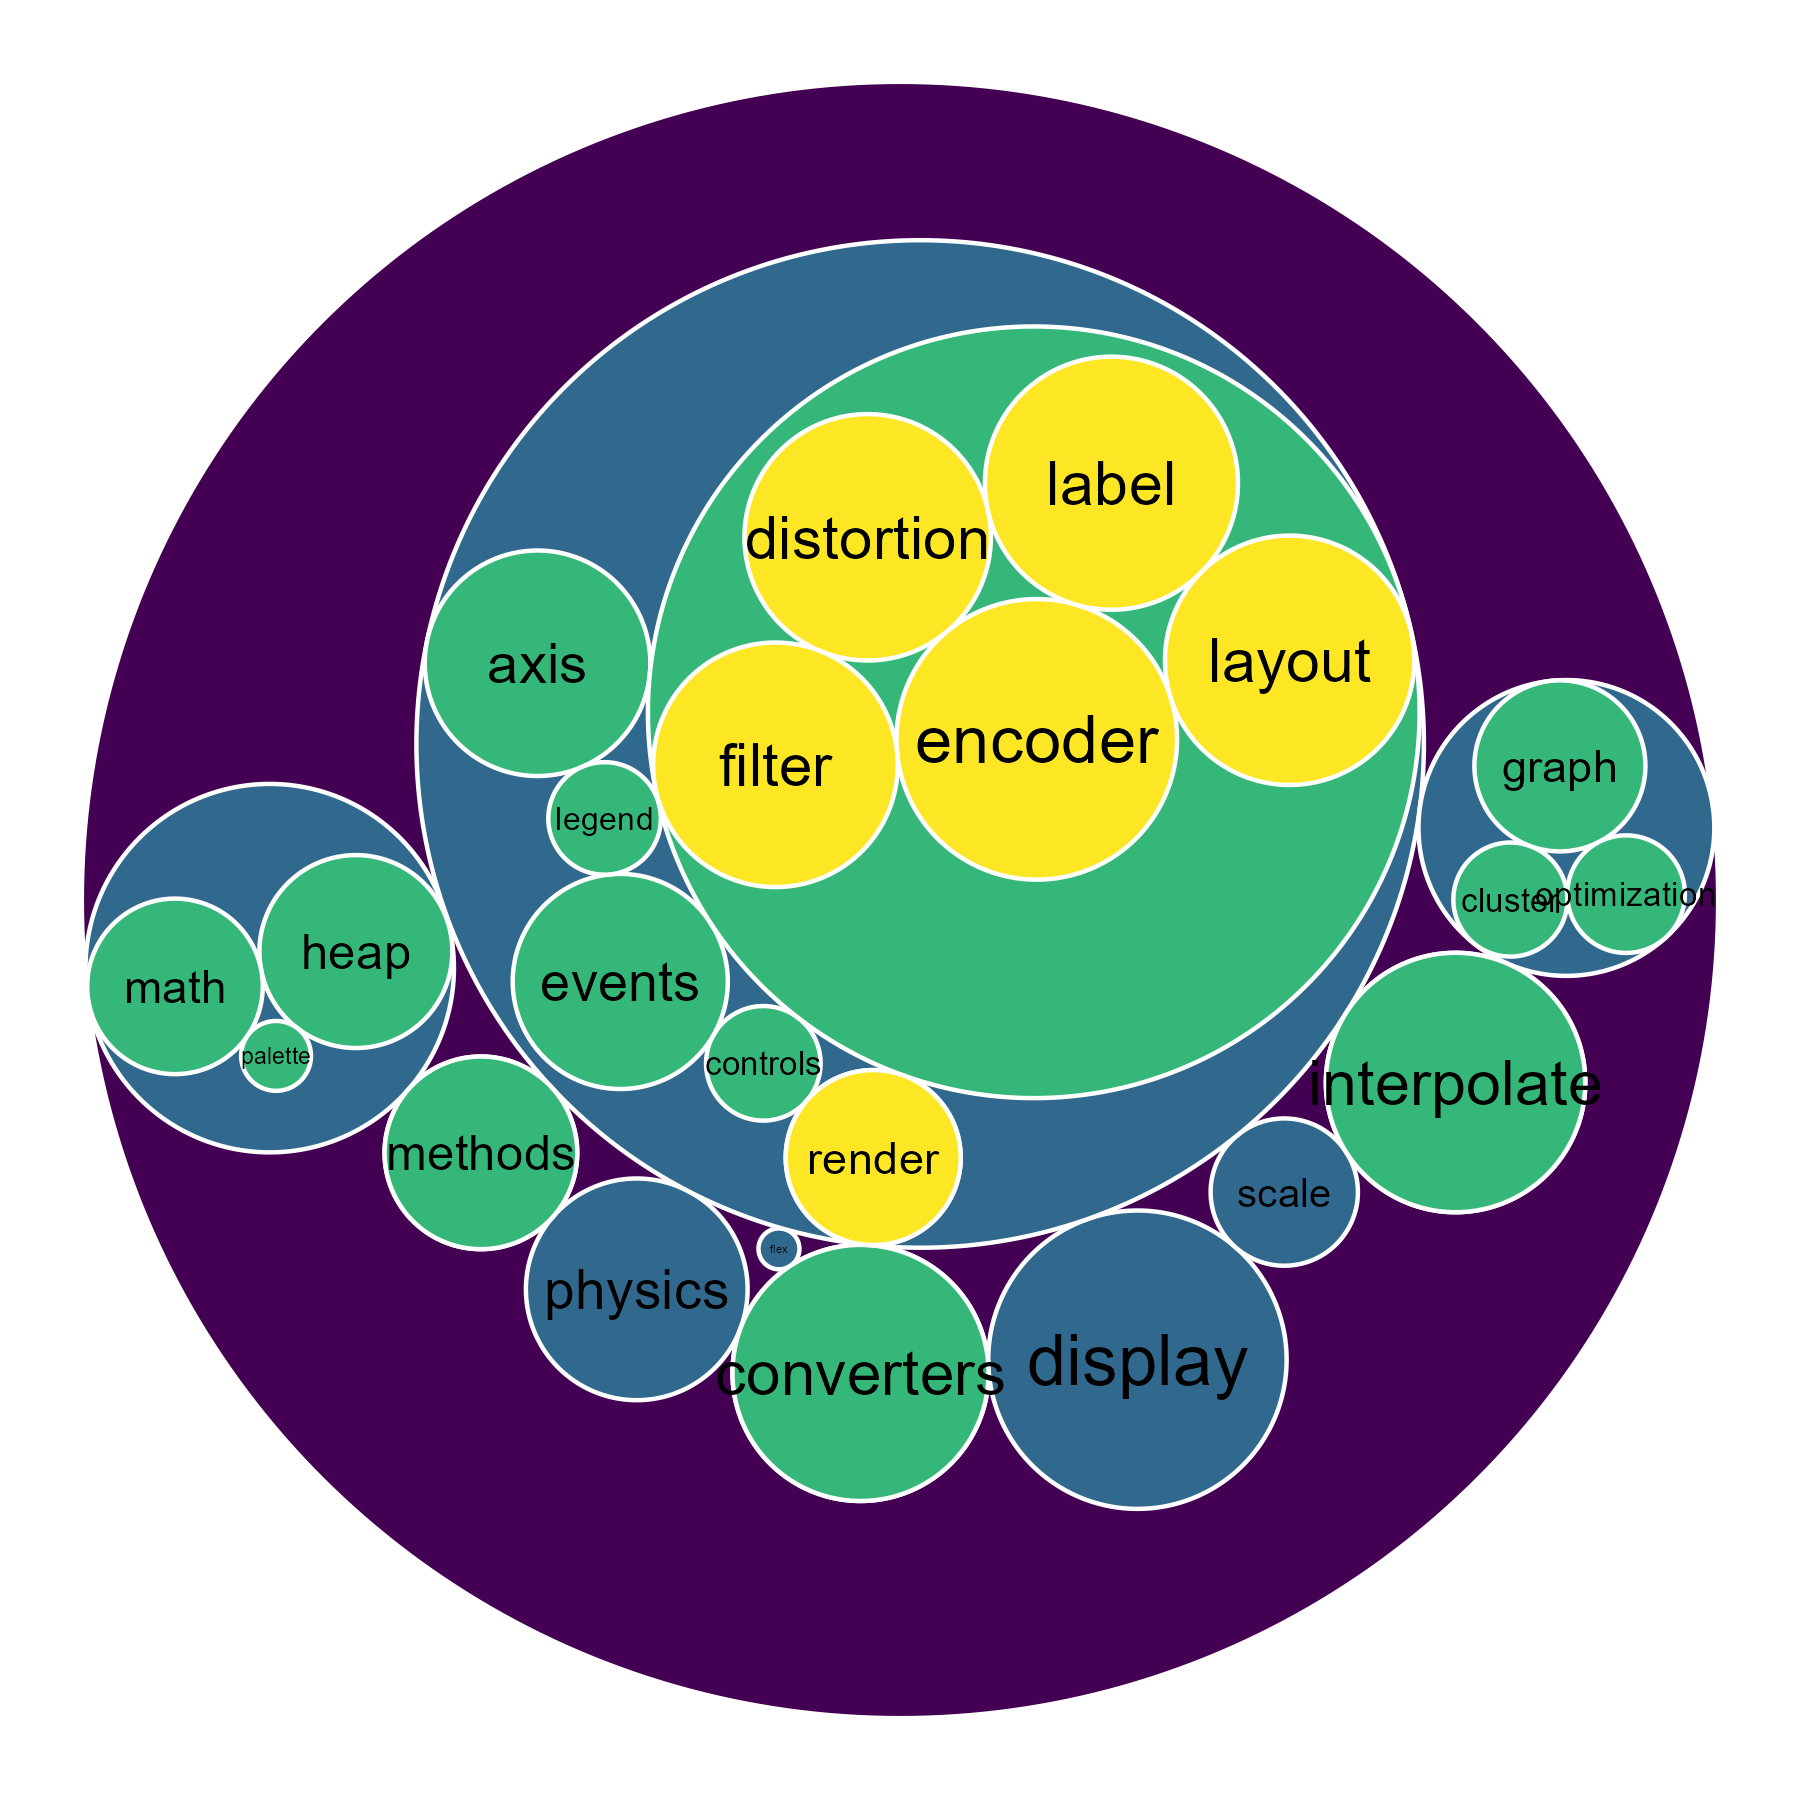 label
distortion
layout
axis
encoder
filter
graph
legend
cluster
optimization
heap
math
events
palette
controls
interpolate
methods
render
scale
flex
physics
display
converters